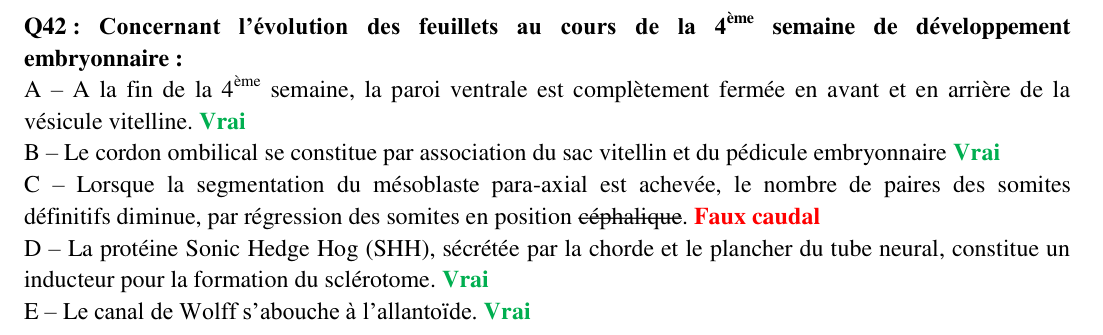 Q42 : Concernant l'évolution des feuillets au cours de la 4ème semaine de développement
embryonnaire :
A – A la fin de la 4ème semaine, la paroi ventrale est complètement fermée en avant et en arrière de la
vésicule vitelline. Vrai
B – Le cordon ombilical se constitue par association du sac vitellin et du pédicule embryonnaire Vrai
C – Lorsque la segmentation du mésoblaste para-axial est achevée, le nombre de paires des somites
définitifs diminue, par régression des somites en position céphalique. Faux caudal
D – La protéine Sonic Hedge Hog (SHH), sécrétée par la chorde et le plancher du tube neural, constitue un
inducteur pour la formation du sclérotome. Vrai
E – Le canal de Wolff s'abouche à l'allantoïde. Vrai